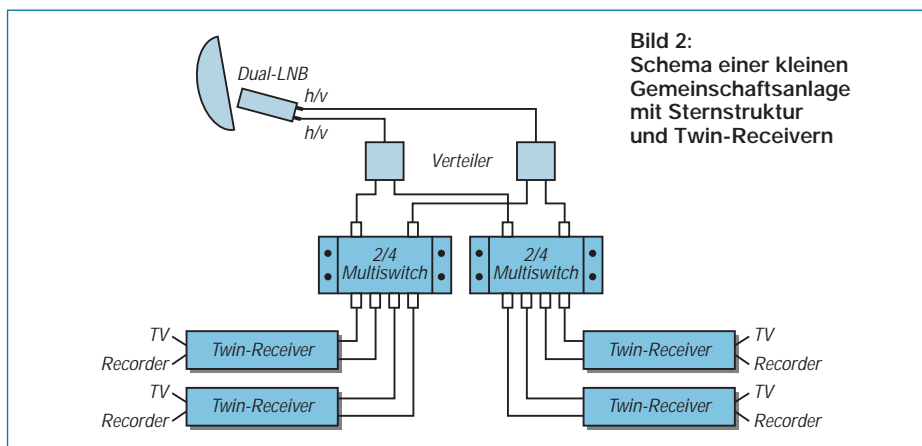 Bild 2:
Schema einer kleinen
Gemeinschaftsanlage
mit Sternstruktur
und Twin-Receivern
Dual-LNB
h/v
h/v
Verteiler
2/4
Multiswitch
2/4
Multiswitch
TV
Recorder
Twin-Receiver
Twin-Receiver
TV
Recorder
TV
Recorder
Twin-Receiver
Twin-Receiver
TV
Recorder